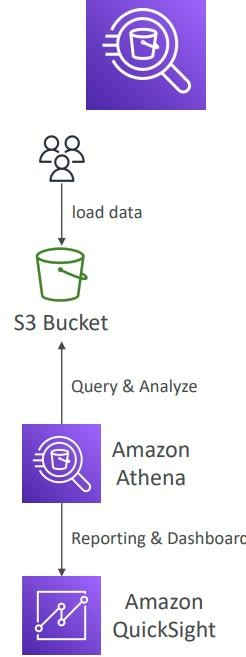 load data
S3 Bucket
Query & Analyze
Amazon
Athena
Reporting & Dashboard
Amazon
QuickSight